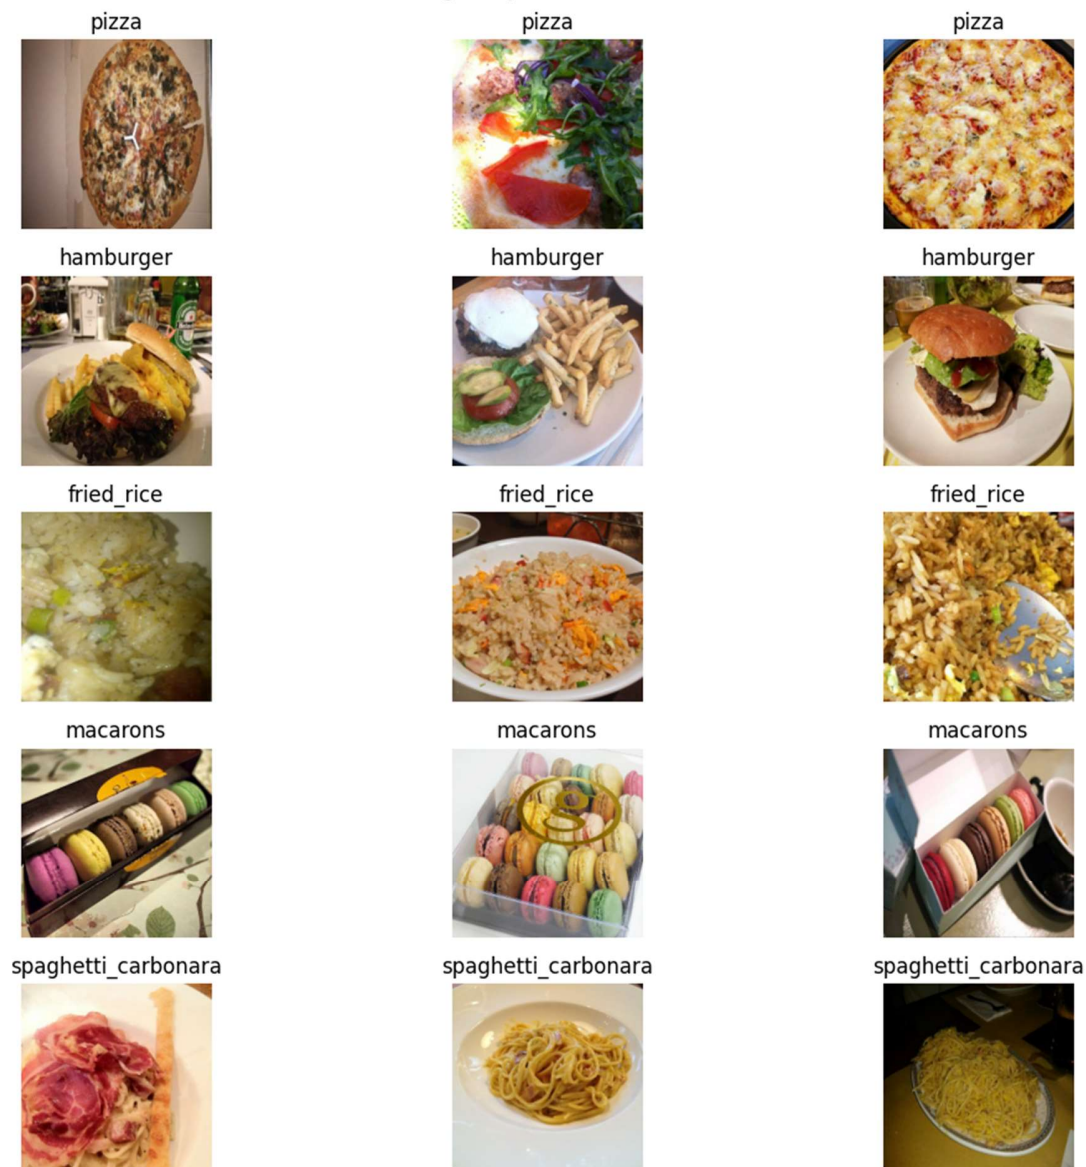 pizza pizza pizza
hamburger hamburger hamburger
fried_rice fried_rice fried_rice
macarons macarons macarons
spaghetti_carbonara spaghetti_carbonara spaghetti_carbonara